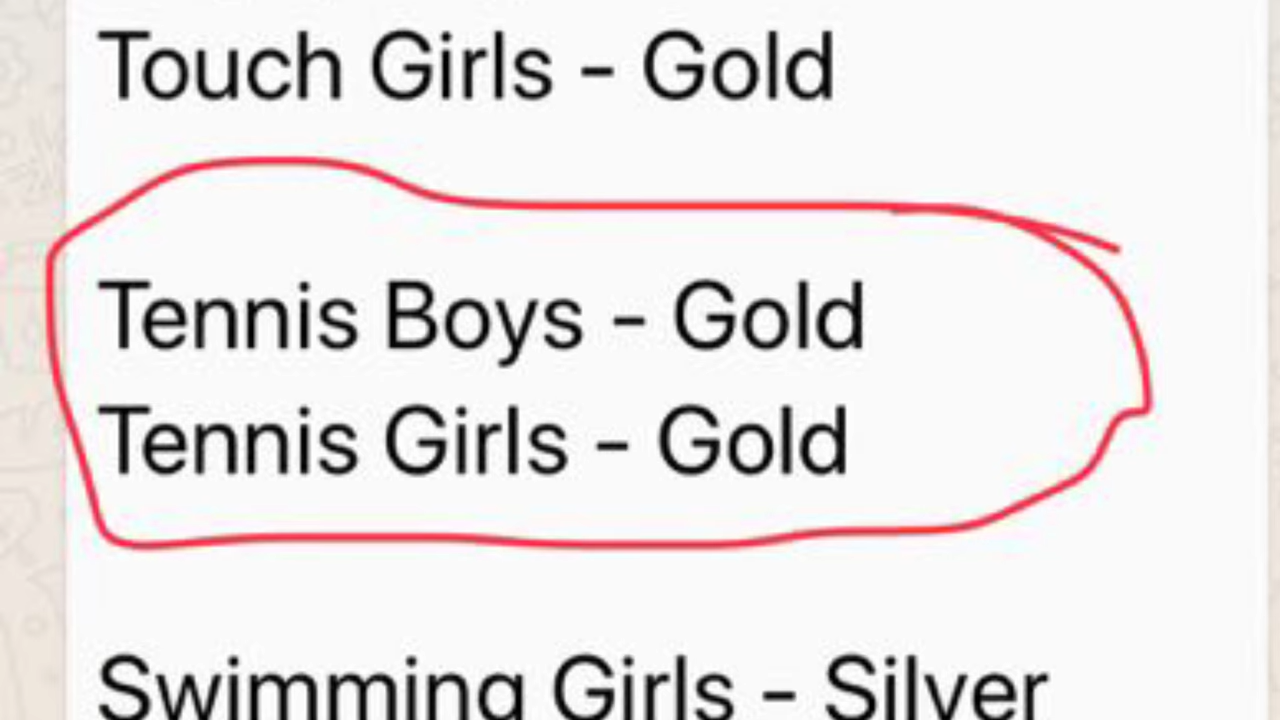 Touch Girls - Gold
Tennis Boys - Gold
Tennis Girls - Gold
Swimming Girls - Silver